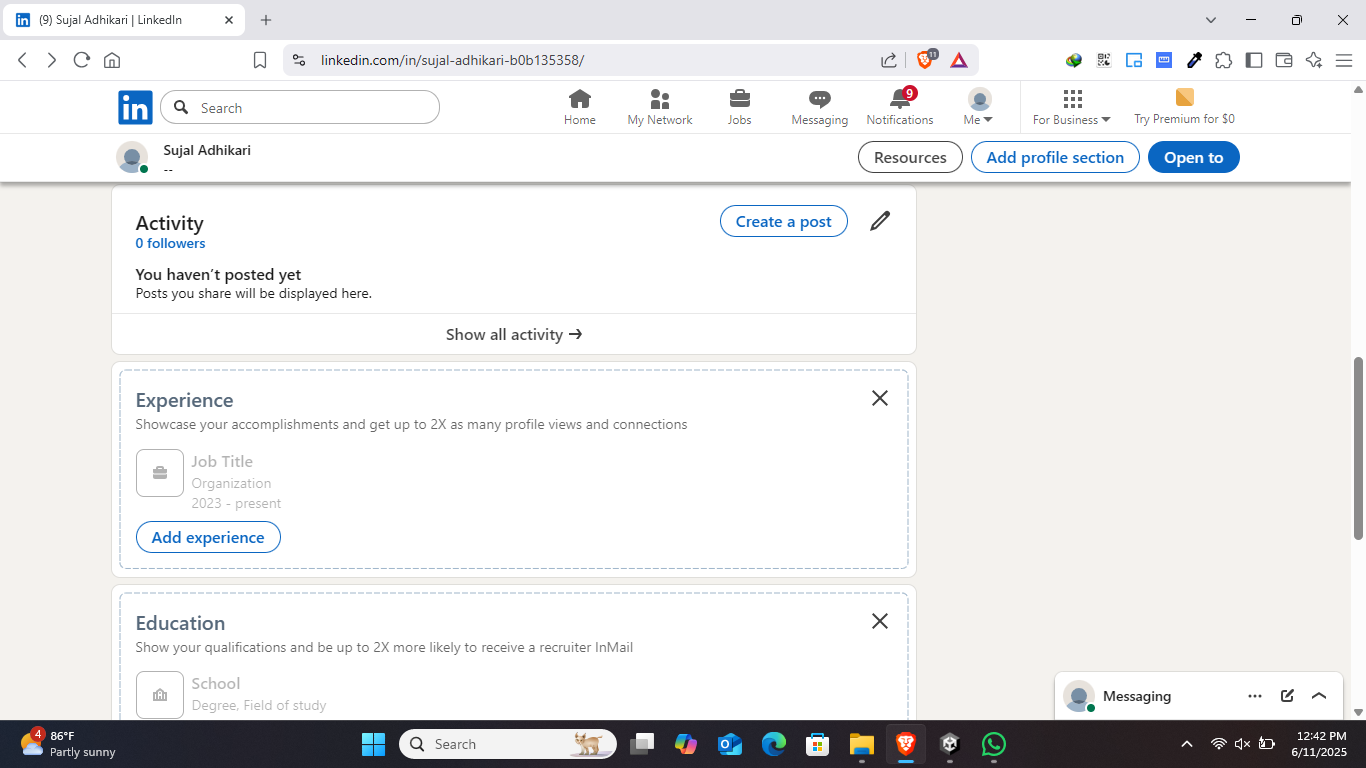 (9) Sujal Adhikari | LinkedIn
linkedin.com/in/sujal-adhikari-b0b135358/
11
in
Search
Home
My Network
Jobs
Messaging
9
Notifications
Me
For Business
Try Premium for $0
Sujal Adhikari
--
Resources
Add profile section
Open to
Activity
0 followers
Create a post
You haven't posted yet
Posts you share will be displayed here.
Show all activity →
Experience
Showcase your accomplishments and get up to 2X as many profile views and connections
Job Title
Organization
2023 - present
Add experience
Education
Show your qualifications and be up to 2X more likely to receive a recruiter InMail
School
Degree, Field of study
Messaging
4
86°F
Partly sunny
Search
12:42 PM
6/11/2025